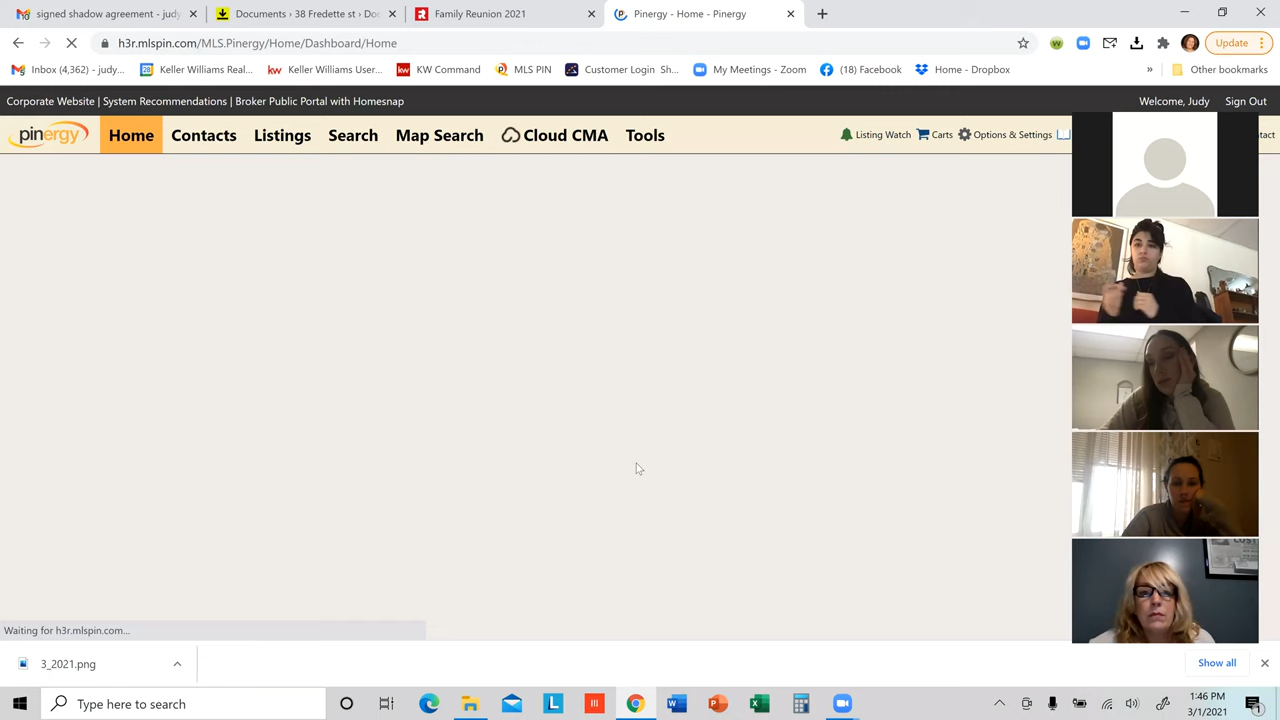 signed shadow agreement - judy
Documents › 38 Fredette st › Doc
Family Reunion 2021
Pinergy - Home - Pinergy
h3r.mlspin.com/MLS.Pinergy/Home/Dashboard/Home
Update
Inbox (4,362) - judy...
Keller Williams Real...
Keller Williams User...
KW Command
MLS PIN
Customer Login Sh...
My Meetings - Zoom
(18) Facebook
Home - Dropbox
»
Other bookmarks
Corporate Website | System Recommendations | Broker Public Portal with Homesnap
Welcome, Judy
Sign Out
pinergy
Home
Contacts
Listings
Search
Map Search
Cloud CMA
Tools
Listing Watch
Carts
Options & Settings
Waiting for h3r.mlspin.com...
3_2021.png
Show all
Type here to search
1:46 PM
3/1/2021